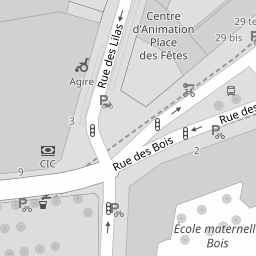 Centre
d'Animation
Place
des Fêtes
29 te
29 bis
Rue des Lilas
Agire
P
P
3
CIC
Rue des Bois
Rue des
P
2
9
P
P
École maternell
Bois